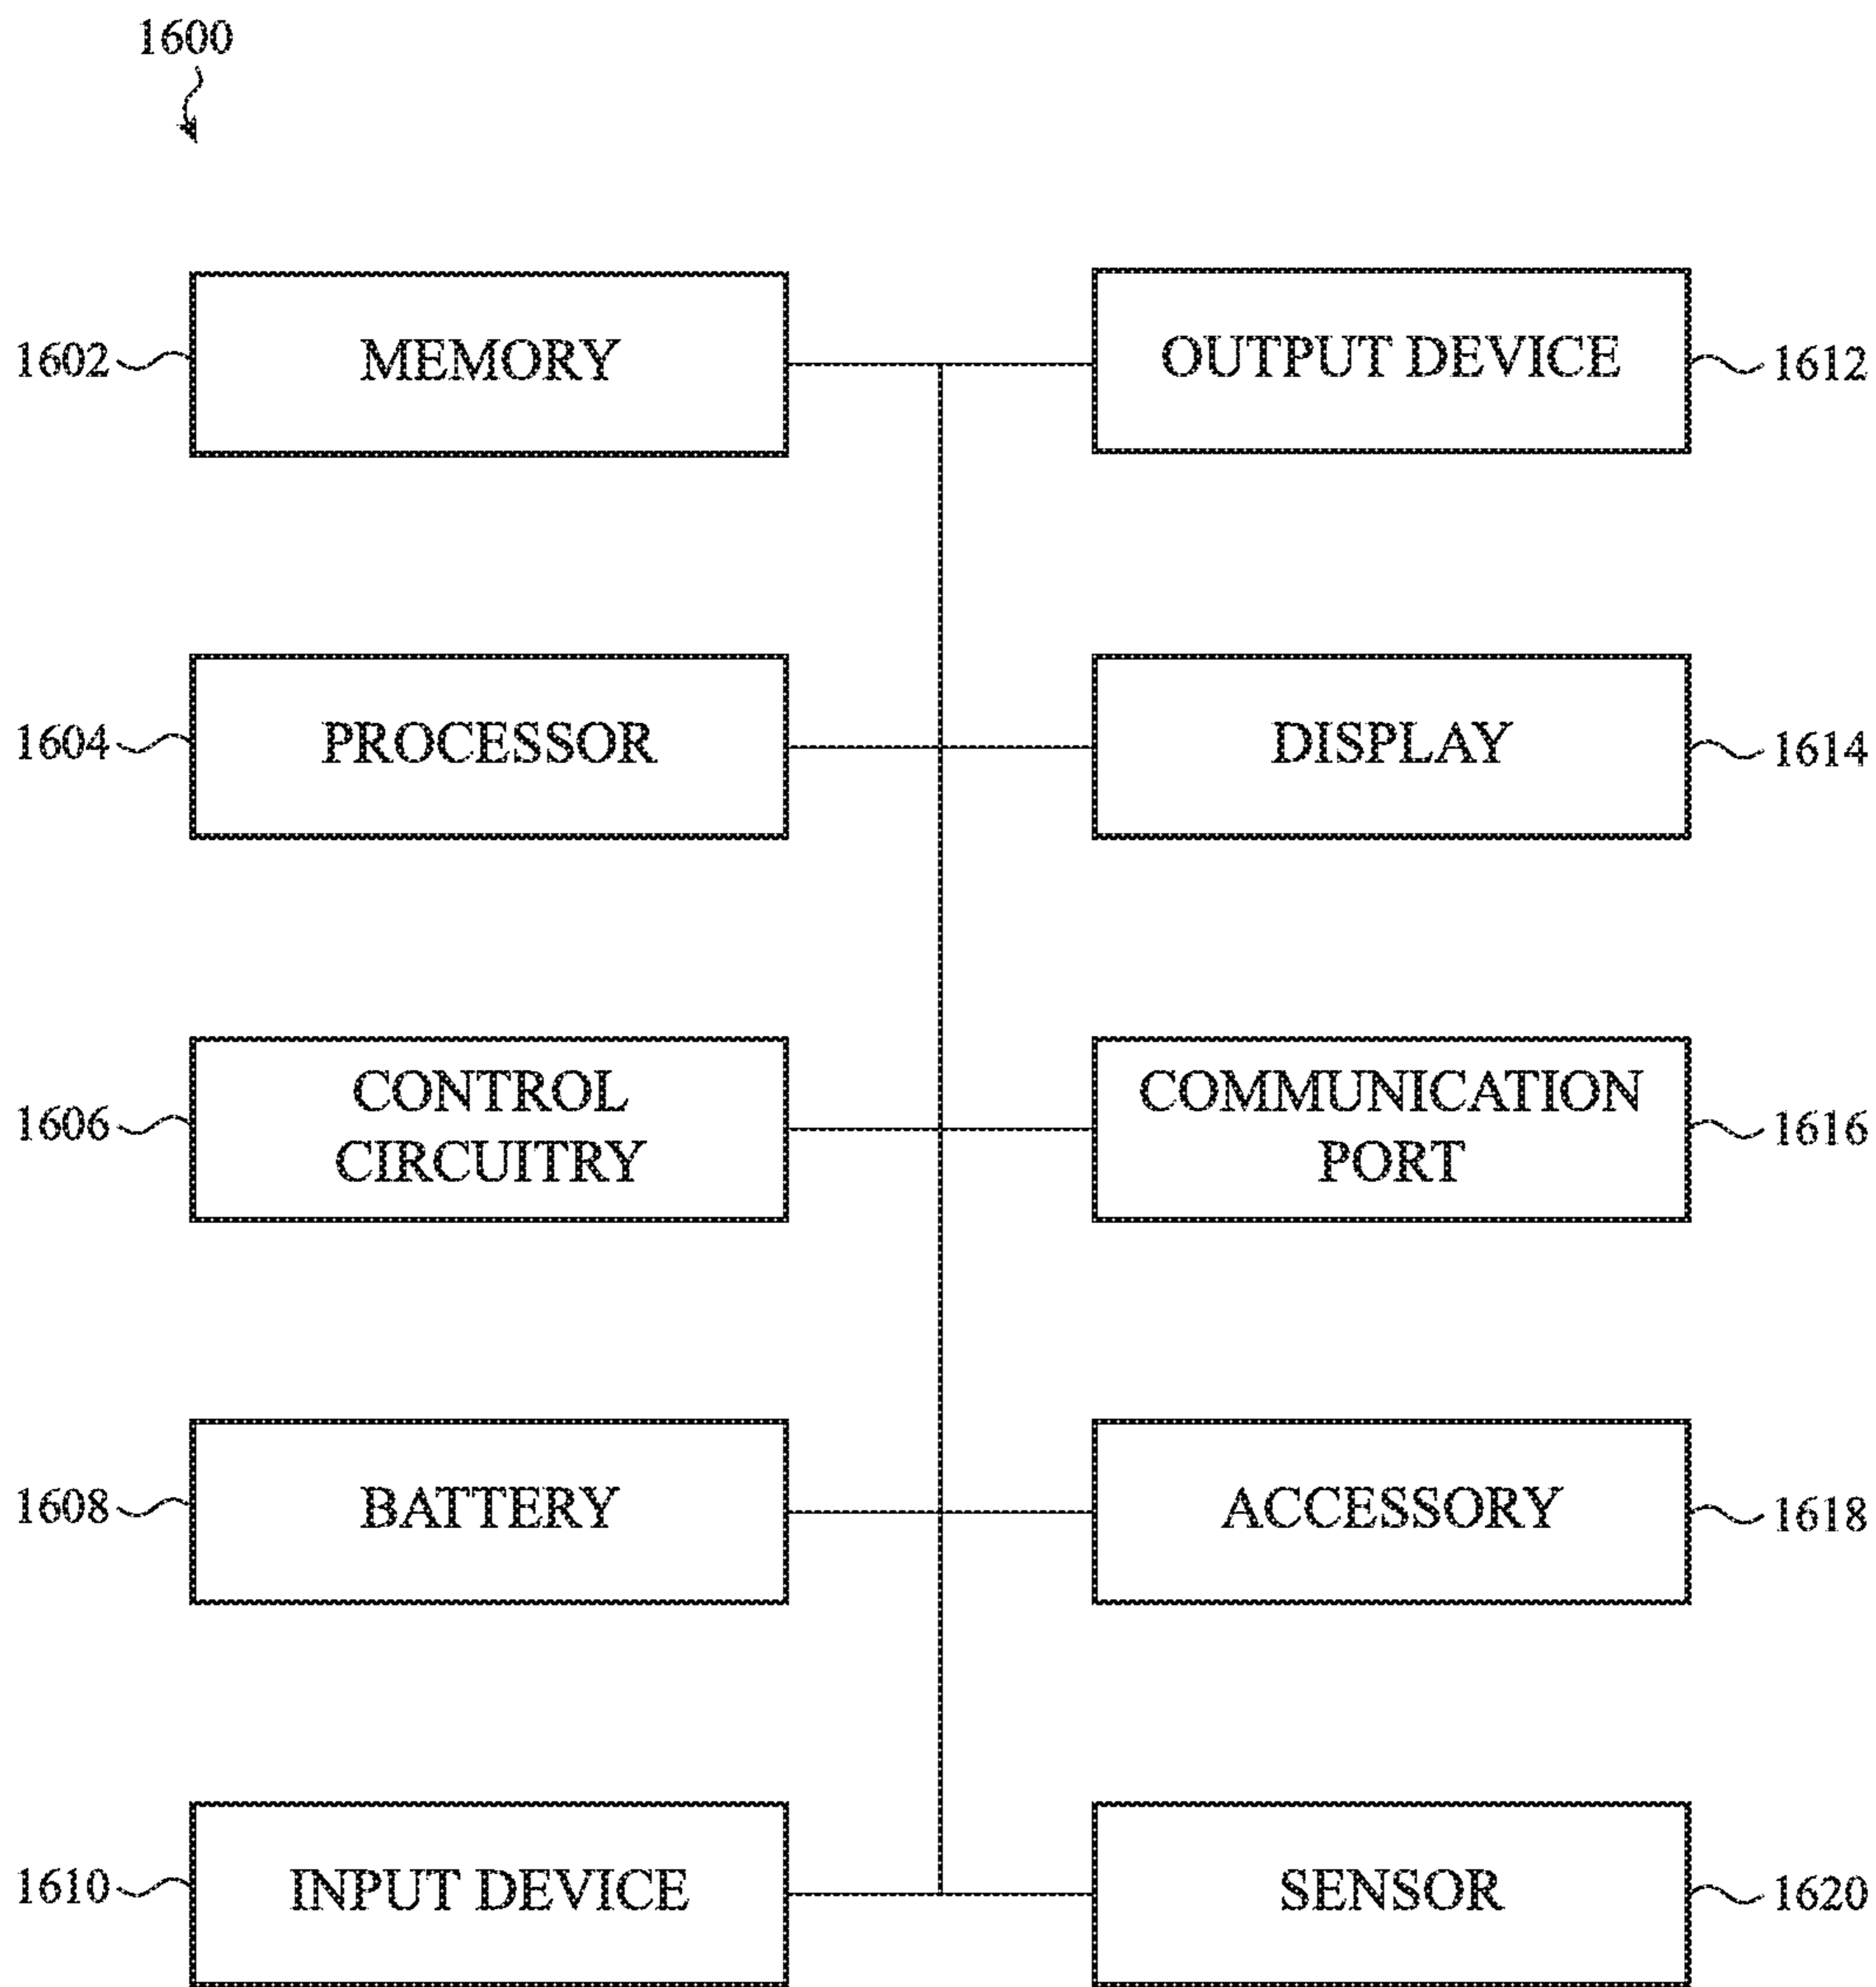 1600
1602 MEMORY
OUTPUT DEVICE 1612
1604 PROCESSOR
DISPLAY 1614
1606 CONTROL
CIRCUITRY
COMMUNICATION
PORT 1616
1608 BATTERY
ACCESSORY 1618
1610 INPUT DEVICE
SENSOR 1620